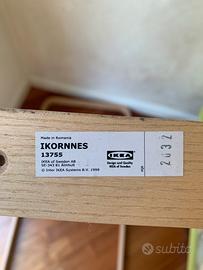 Made in Romania
IKORNNES
13755
IKEA of Sweden AB
SE-343 81 Älmhult
© Inter IKEA Systems B.V. 1999
IKEA
Design and Quality
IKEA of Sweden
2032
subito